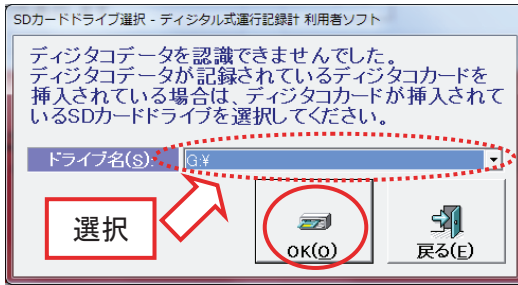 SDカードドライブ選択 - ディジタル式運行記録計 利用者ソフト
ディジタコデータを認識できませんでした。
ディジタコデータが記録されているディジタコカードを
挿入されている場合は、ディジタコカードが挿入されて
いるSDカードドライブを選択してください。
ドライブ名(S): G:¥
選択
OK(O) 戻る(E)